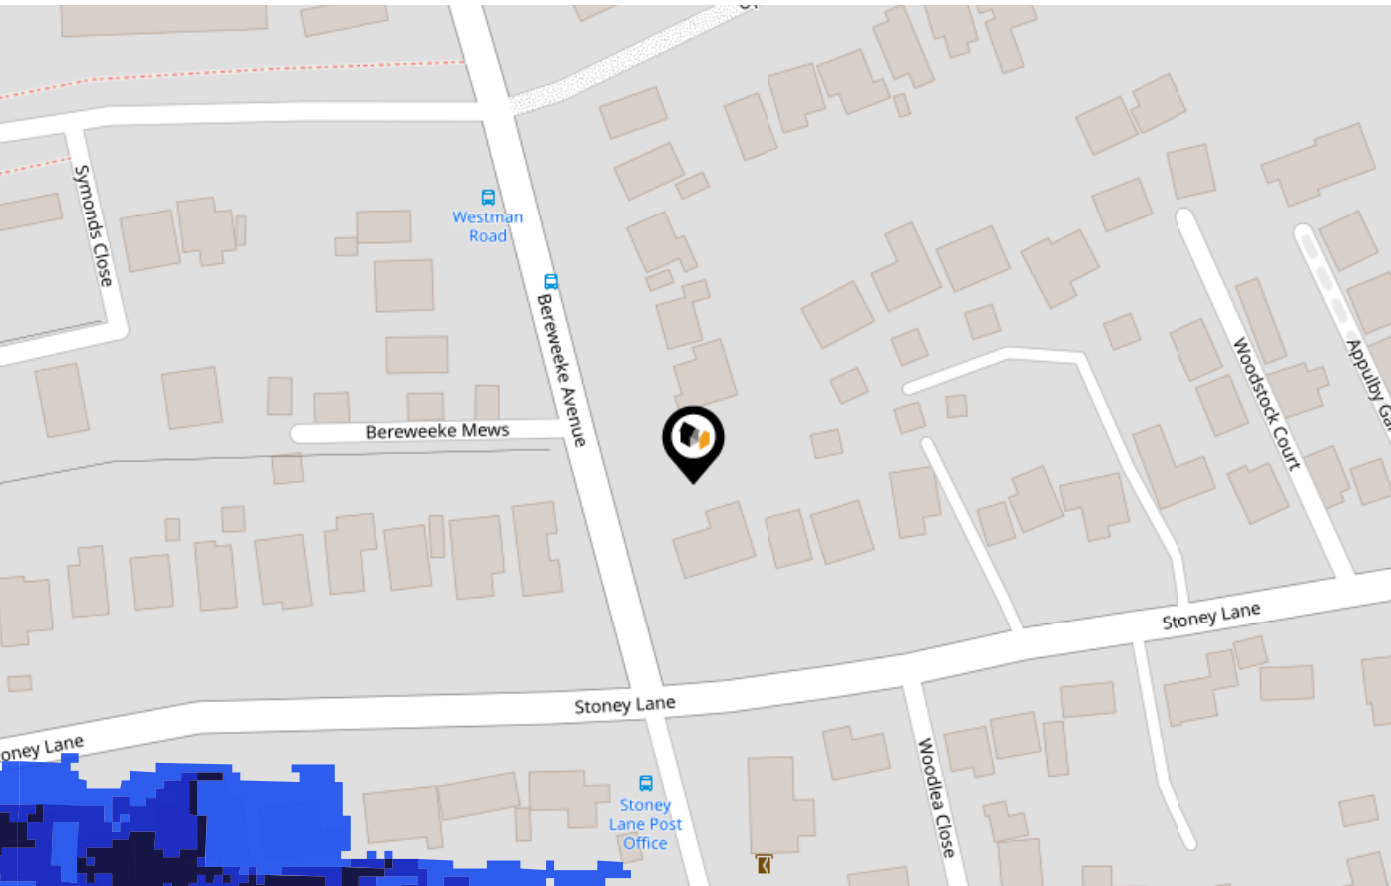 Symonds Close
Westman
Road
Bereweeke Avenue
Bereweeke Mews
Woodstock Court
Stoney Lane
Stoney Lane
oney Lane
Woodlea Close
Stoney
Lane Post
Office
Appulby Gar